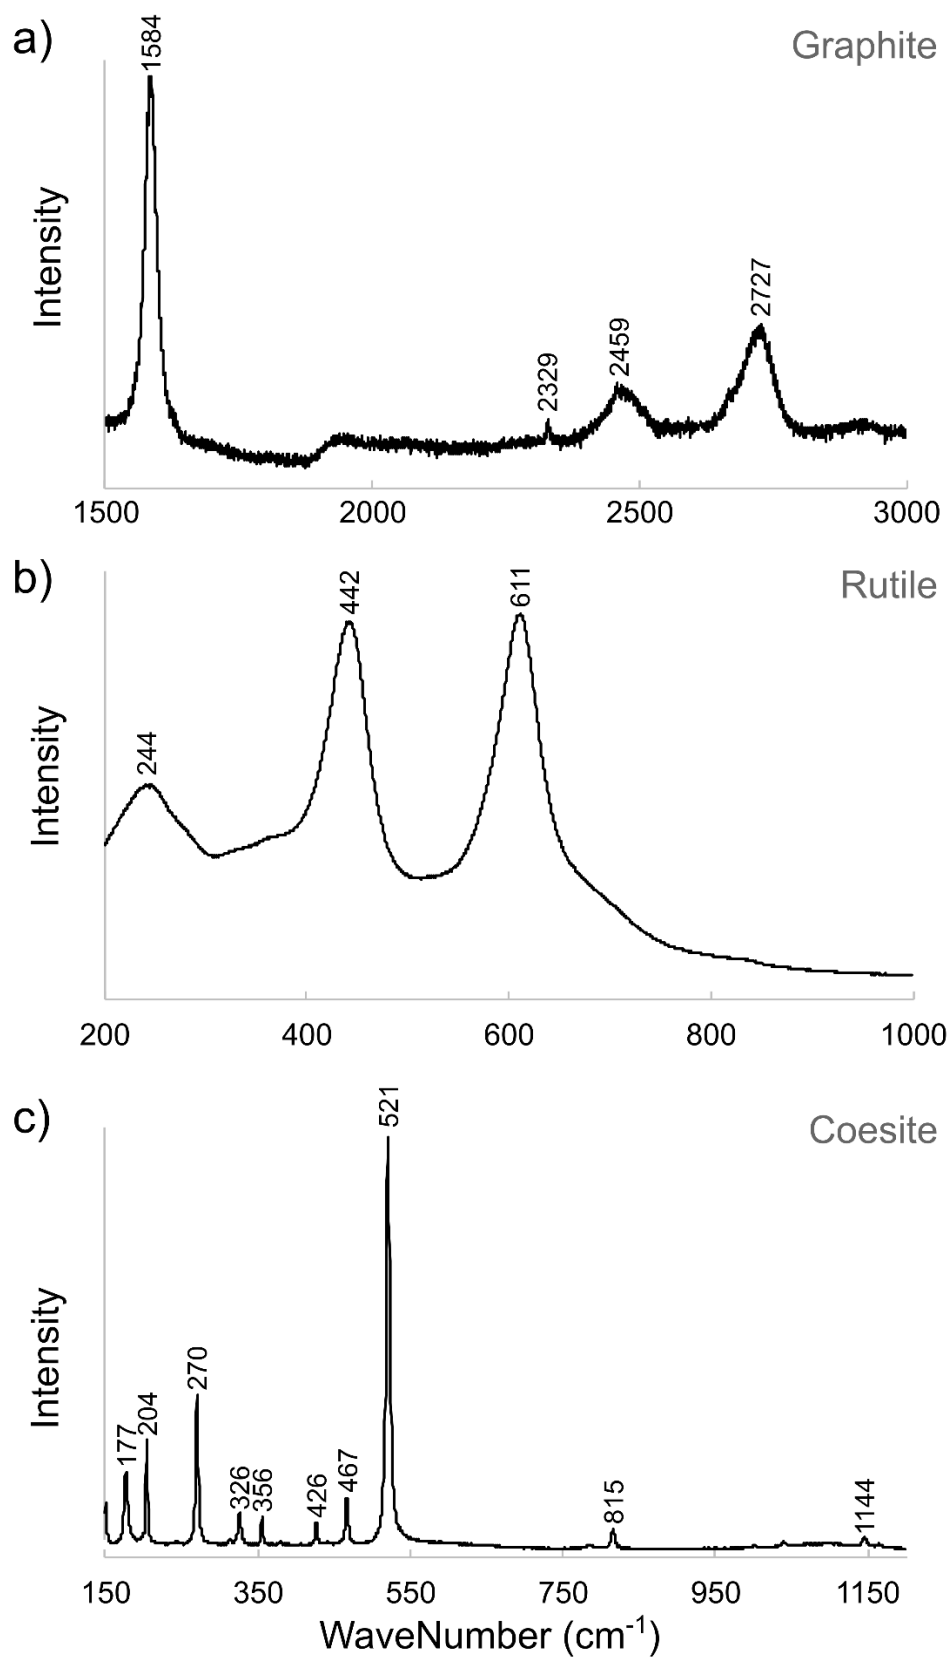 a)
Graphite
1584
2329
2459
2727
Intensity
1500 2000 2500 3000
b)
Rutile
244
442
611
Intensity
200 400 600 800 1000
c)
Coesite
177
204
270
326
356
426
467
521
815
1144
Intensity
150 350 550 750 950 1150
WaveNumber (cm⁻¹)